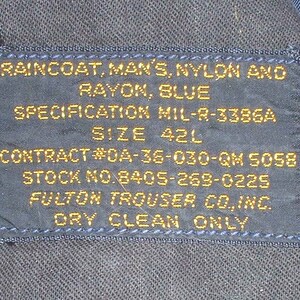 RAINCOAT, MAN'S, NYLON AND
RAYON, BLUE
SPECIFICATION MIL-R-3386A
SIZE 42L
CONTRACT #DA-36-030-QM 5058
STOCK NO. 8405-269-0225
FULTON TROUSER CO., INC.
DRY CLEAN ONLY